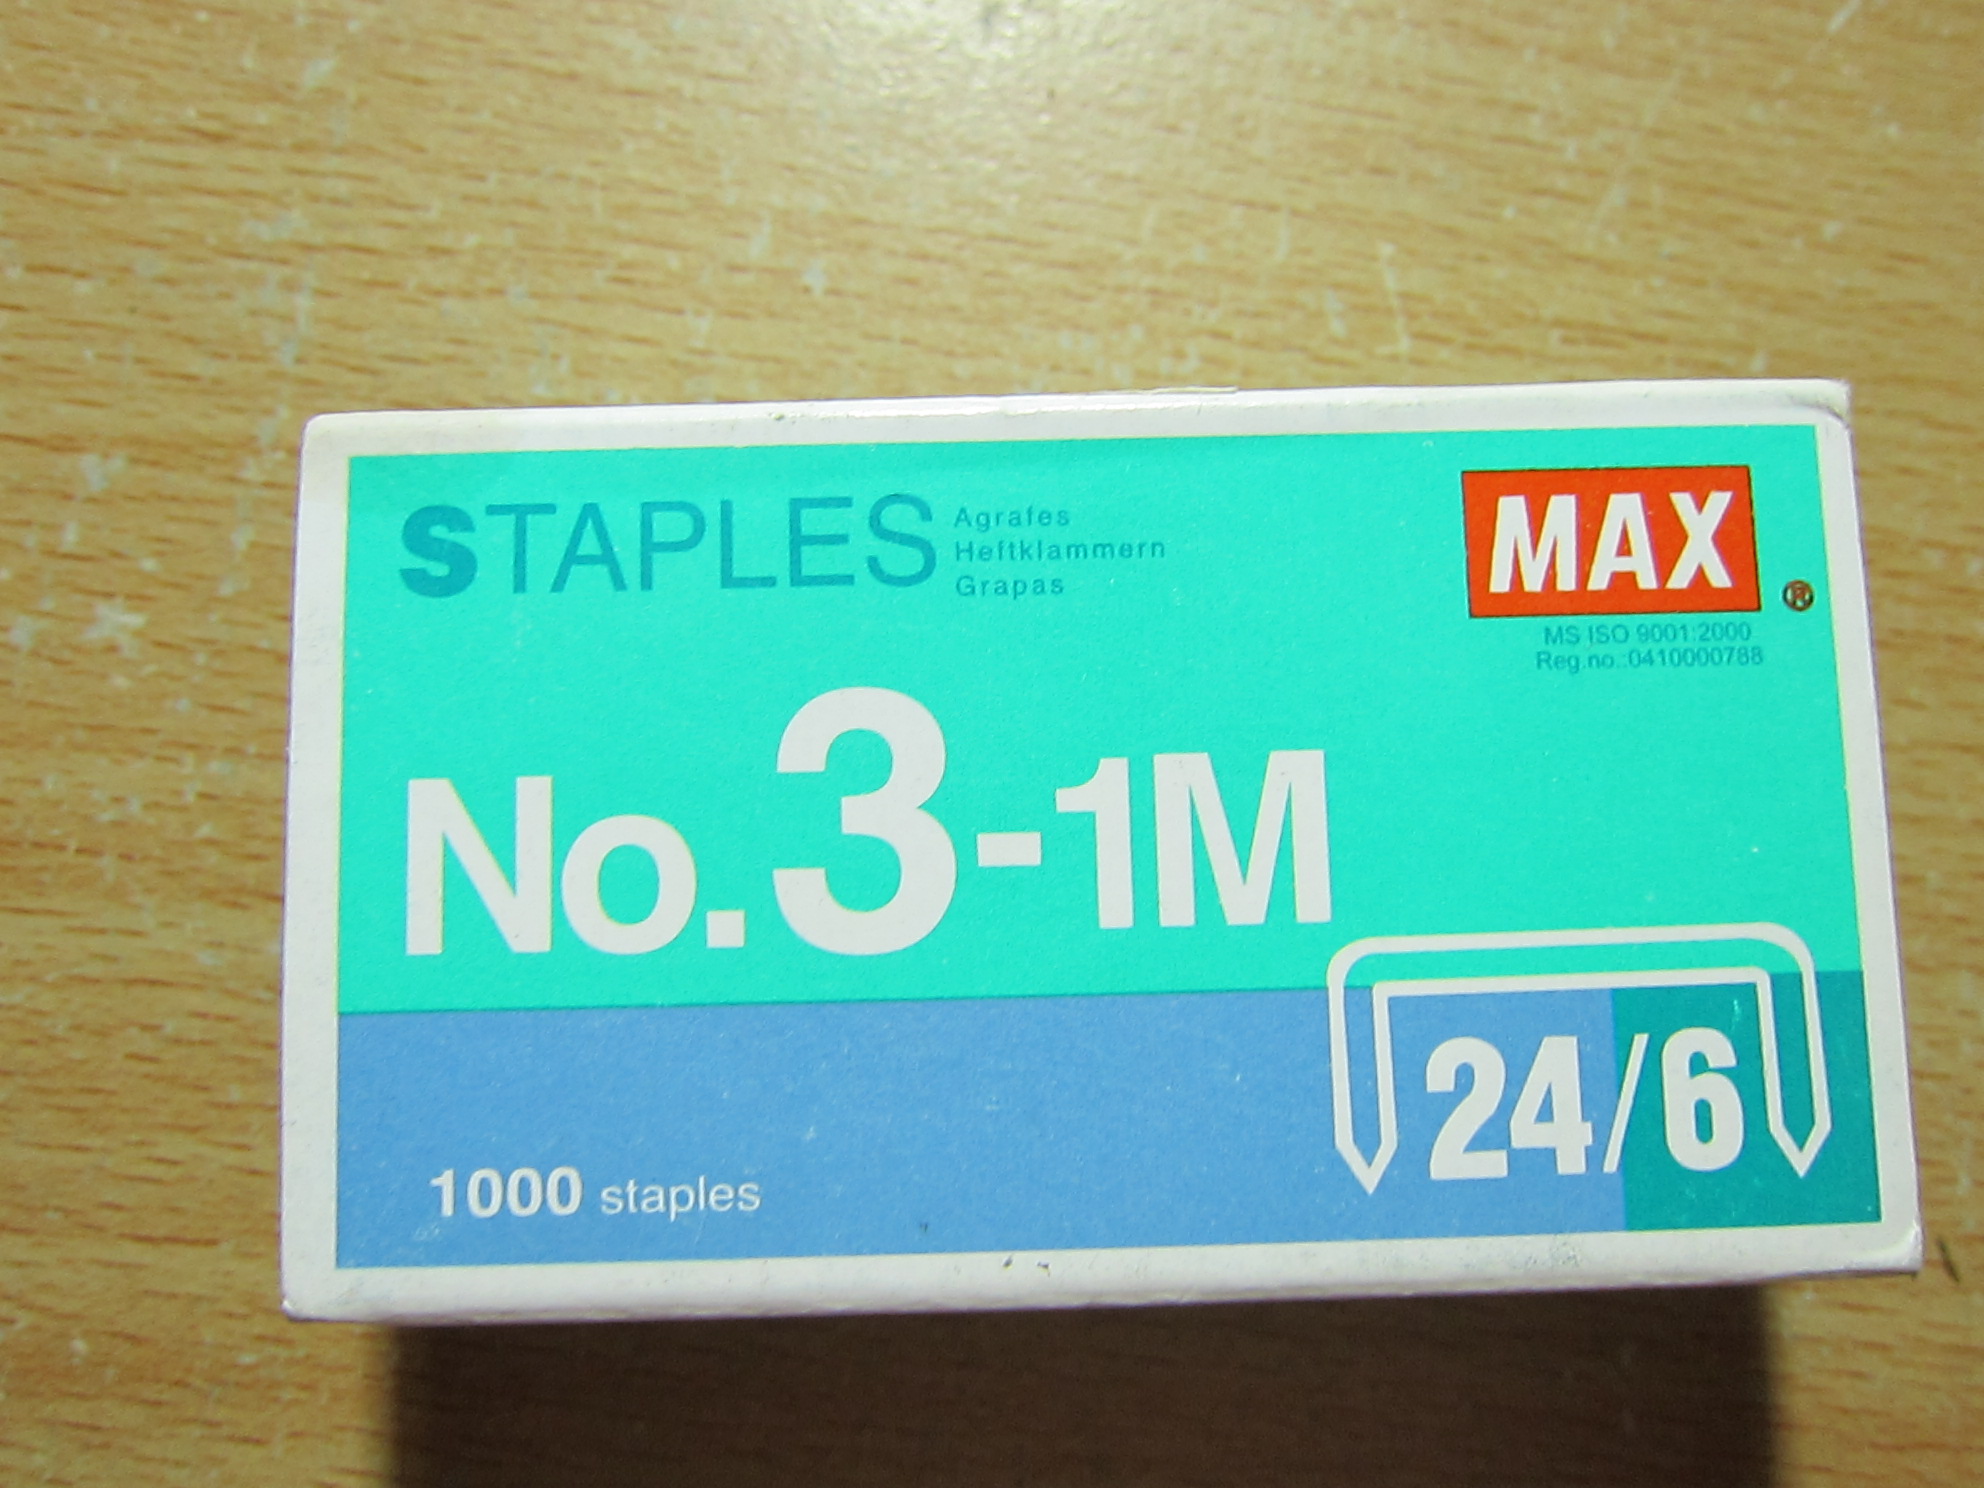 STAPLES
Agrafes
Heftklammern
Grapas
MAX ®
MS ISO 9001:2000
Reg.no.:0410000788
No.3-1M
24/6
1000 staples